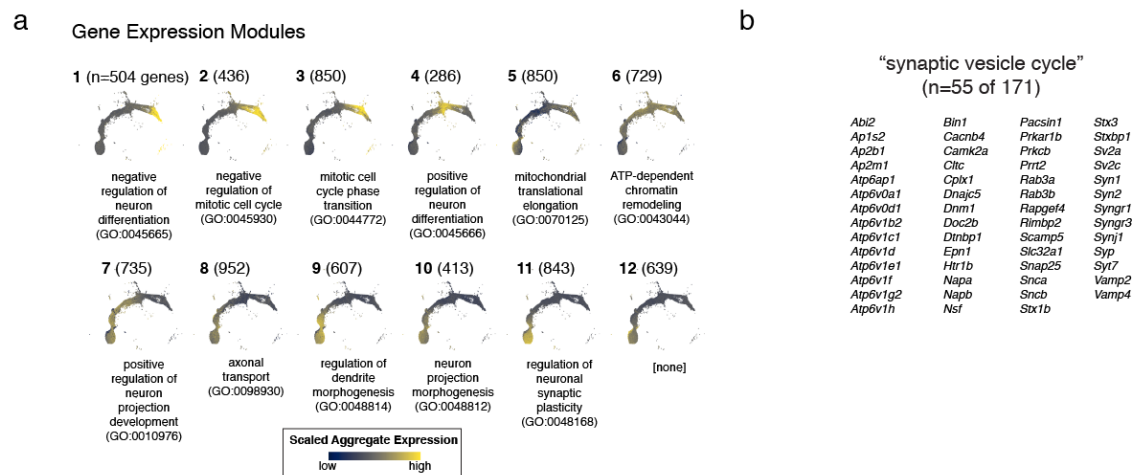 a
Gene Expression Modules
1 (n=504 genes)
2 (436)
3 (850)
4 (286)
5 (850)
6 (729)
negative
regulation of
neuron
differentiation
(GO:0045665)
negative
regulation of
mitotic cell cycle
(GO:0045930)
mitotic cell
cycle phase
transition
(GO:0044772)
positive
regulation of
neuron
differentiation
(GO:0045666)
mitochondrial
translational
elongation
(GO:0070125)
ATP-dependent
chromatin
remodeling
(GO:0043044)
7 (735)
8 (952)
9 (607)
10 (413)
11 (843)
12 (639)
positive
regulation of
neuron
projection
development
(GO:0010976)
axonal
transport
(GO:0098930)
regulation of
dendrite
morphogenesis
(GO:0048814)
neuron
projection
morphogenesis
(GO:0048812)
regulation of
neuronal
synaptic
plasticity
(GO:0048168)
[none]
Scaled Aggregate Expression
low
high
b
“synaptic vesicle cycle”
(n=55 of 171)
Abi2
Ap1s2
Ap2b1
Ap2m1
Atp6ap1
Atp6v0a1
Atp6v0d1
Atp6v1b2
Atp6v1c1
Atp6v1d
Atp6v1e1
Atp6v1f
Atp6v1g2
Atp6v1h
Bin1
Cacnb4
Camk2a
Cltc
Cplx1
Dnajc5
Dnm1
Doc2b
Dtnbp1
Epn1
Htr1b
Napa
Napb
Nsf
Pacsin1
Prkar1b
Prkcb
Prrt2
Rab3a
Rab3b
Rapgef4
Rimbp2
Scamp5
Slc32a1
Snap25
Snca
Sncb
Stx1b
Stx3
Stxbp1
Sv2a
Sv2c
Syn1
Syn2
Syngr1
Syngr3
Synj1
Syp
Syt7
Vamp2
Vamp4